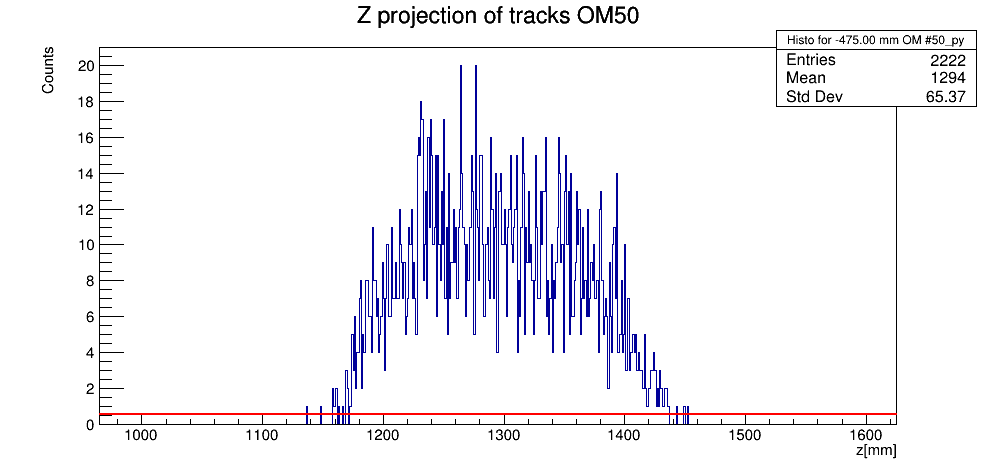 Z projection of tracks OM50
Histo for -475.00 mm OM #50_py
Entries 2222
Mean 1294
Std Dev 65.37
Counts
20
18
16
14
12
10
8
6
4
2
0
1000 1100 1200 1300 1400 1500 1600
z[mm]